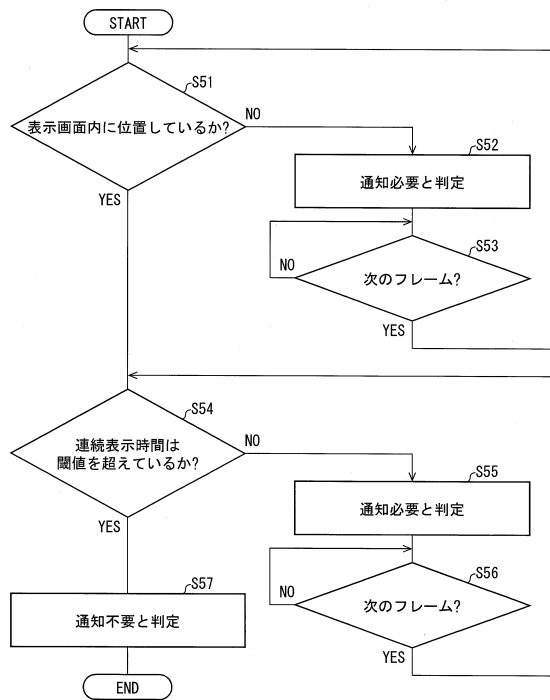 START
S51
表示画面内に位置しているか?
NO
YES
S52
通知必要と判定
S53
次のフレーム?
NO
YES
S54
連続表示時間は
閾値を超えているか?
NO
YES
S55
通知必要と判定
S56
次のフレーム?
NO
YES
S57
通知不要と判定
END